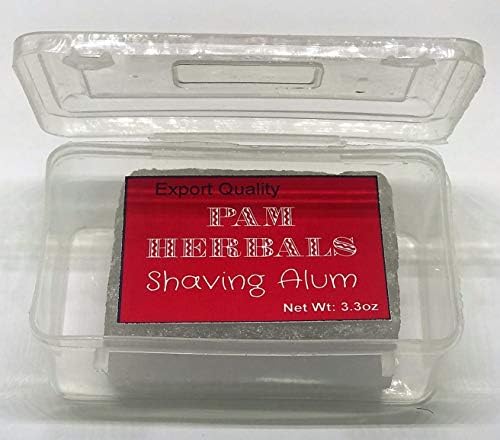 Export Quality
PAM
HERBALS
Shaving Alum
Net Wt: 3.3oz